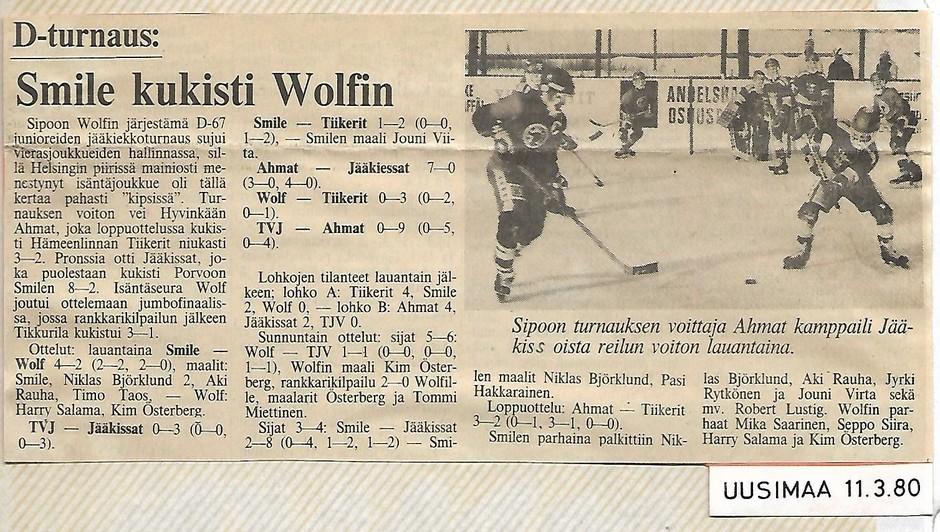 D-turnaus:
Smile kukisti Wolfin
Sipoon Wolfin järjestämä D-67
junioreiden jääkiekkoturnaus sujui
vierasjoukkueiden hallinnassa, sil-
lä Helsingin piirissä mainiosti me-
nestynyt isäntäjoukkue oli tällä
kertaa pahasti "kipsissä". Tur-
nauksen voiton vei Hyvinkään
Ahmat, joka loppuottelussa kukis-
ti Hämeenlinnan Tiikerit niukasti
3—2. Pronssia otti Jääkissat, jo-
ka puolestaan kukisti Porvoon
Smilen 8—2. Isäntäseura Wolf
joutui ottelemaan jumbofinaalis-
sa, jossa rankkarikilpailun jälkeen
Tikkurila kukistui 3—1.
Ottelut: lauantaina Smile —
Wolf 4—2 (2—2, 2—0), maalit:
Smile, Niklas Björklund 2, Aki
Rauha, Timo Taos, — Wolf:
Harry Salama, Kim Österberg.
TVJ — Jääkissat 0—3 (0—0,
0—3).
Smile — Tiikerit 1—2 (0—0,
1—2), — Smilen maali Jouni Vii-
ta.
Ahmat — Jääkiessat 7—0
(3—0, 4—0).
Wolf — Tiikerit 0—3 (0—2,
0—1).
TVJ — Ahmat 0—9 (0—5,
0—4).
Lohkojen tilanteet lauantain jäl-
keen; lohko A: Tiikerit 4, Smile
2, Wolf 0, — lohko B: Ahmat 4,
Jääkissat 2, TJV 0.
Sunnuntain ottelut: sijat 5—6:
Wolf — TJV 1—1 (0—0, 0—0,
1—1), Wolfin maali Kim Öster-
berg, rankkarikilpailu 2—0 Wolfil-
le, maalarit Österberg ja Tommi
Miettinen.
Sijat 3—4: Smile — Jääkissat
2—8 (0—4, 1—2, 1—2) — Smi-
ANDELSBA
OSUUSK
Sipoon turnauksen voittaja Ahmat kamppaili Jää-
kiss oista reilun voiton lauantaina.
len maalit Niklas Björklund, Pasi
Hakkarainen.
Loppuottelu: Ahmat — Tiikerit
3—2 (0—1, 3—1, 0—0).
Smilen parhaina palkittiin Nik-
las Björklund, Aki Rauha, Jyrki
Rytkönen ja Jouni Virta sekä
mv. Robert Lustig. Wolfin par-
haat Mika Saarinen, Seppo Siira,
Harry Salama ja Kim Österberg.
UUSIMAA 11.3.80